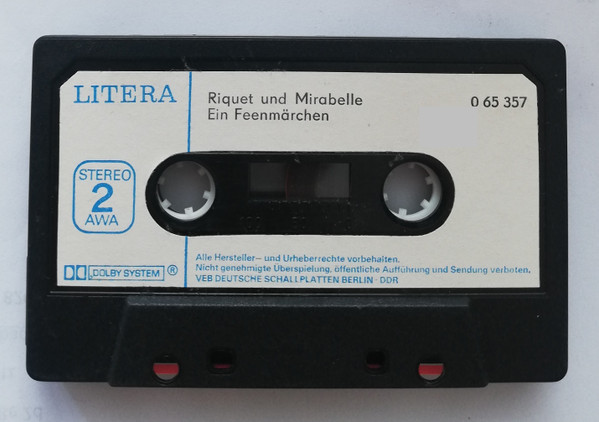 LITERA
Riquet und Mirabelle
Ein Feenmärchen
0 65 357
STEREO
2
AWA
DOLBY SYSTEM ®
Alle Hersteller- und Urheberrechte vorbehalten.
Nicht genehmigte Überspielung, öffentliche Aufführung und Sendung verboten.
VEB DEUTSCHE SCHALLPLATTEN BERLIN · DDR